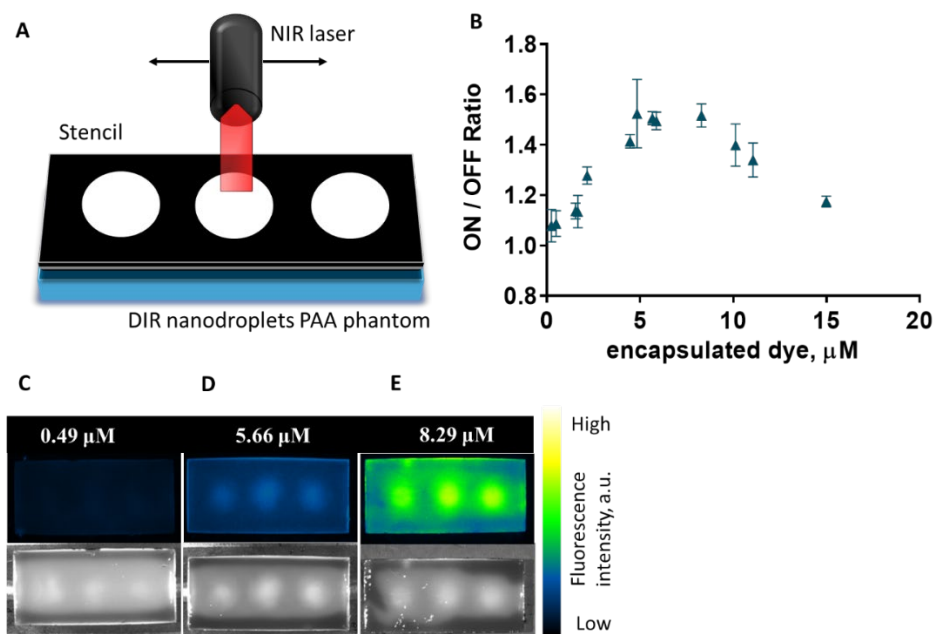 A
NIR laser
Stencil
DIR nanodroplets PAA phantom
B
ON / OFF Ratio
1.8
1.6
1.4
1.2
1.0
0.8
0 5 10 15 20
encapsulated dye, μM
C D E
0.49 μM 5.66 μM 8.29 μM
High
Fluorescence
intensity, a.u.
Low